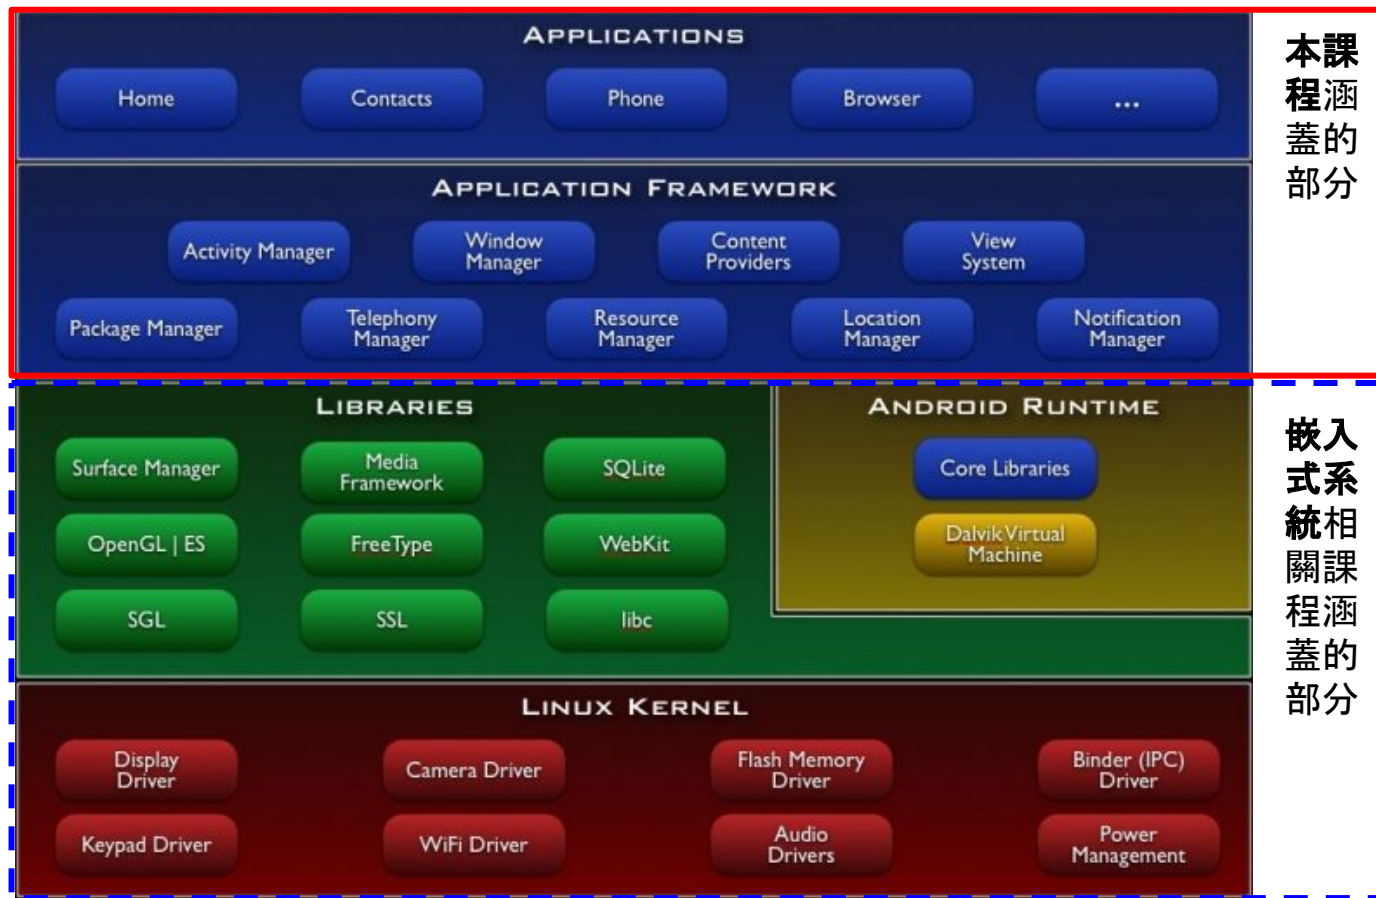 APPLICATIONS
Home
Contacts
Phone
Browser
...
本課
程涵
蓋的
部分
APPLICATION FRAMEWORK
Activity Manager
Window
Manager
Content
Providers
View
System
Package Manager
Telephony
Manager
Resource
Manager
Location
Manager
Notification
Manager
LIBRARIES
Surface Manager
Media
Framework
SQLite
OpenGL | ES
FreeType
WebKit
SGL
SSL
libc
ANDROID RUNTIME
Core Libraries
Dalvik Virtual
Machine
嵌入
式系
統相
關課
程涵
蓋的
部分
LINUX KERNEL
Display
Driver
Camera Driver
Flash Memory
Driver
Binder (IPC)
Driver
Keypad Driver
WiFi Driver
Audio
Drivers
Power
Management